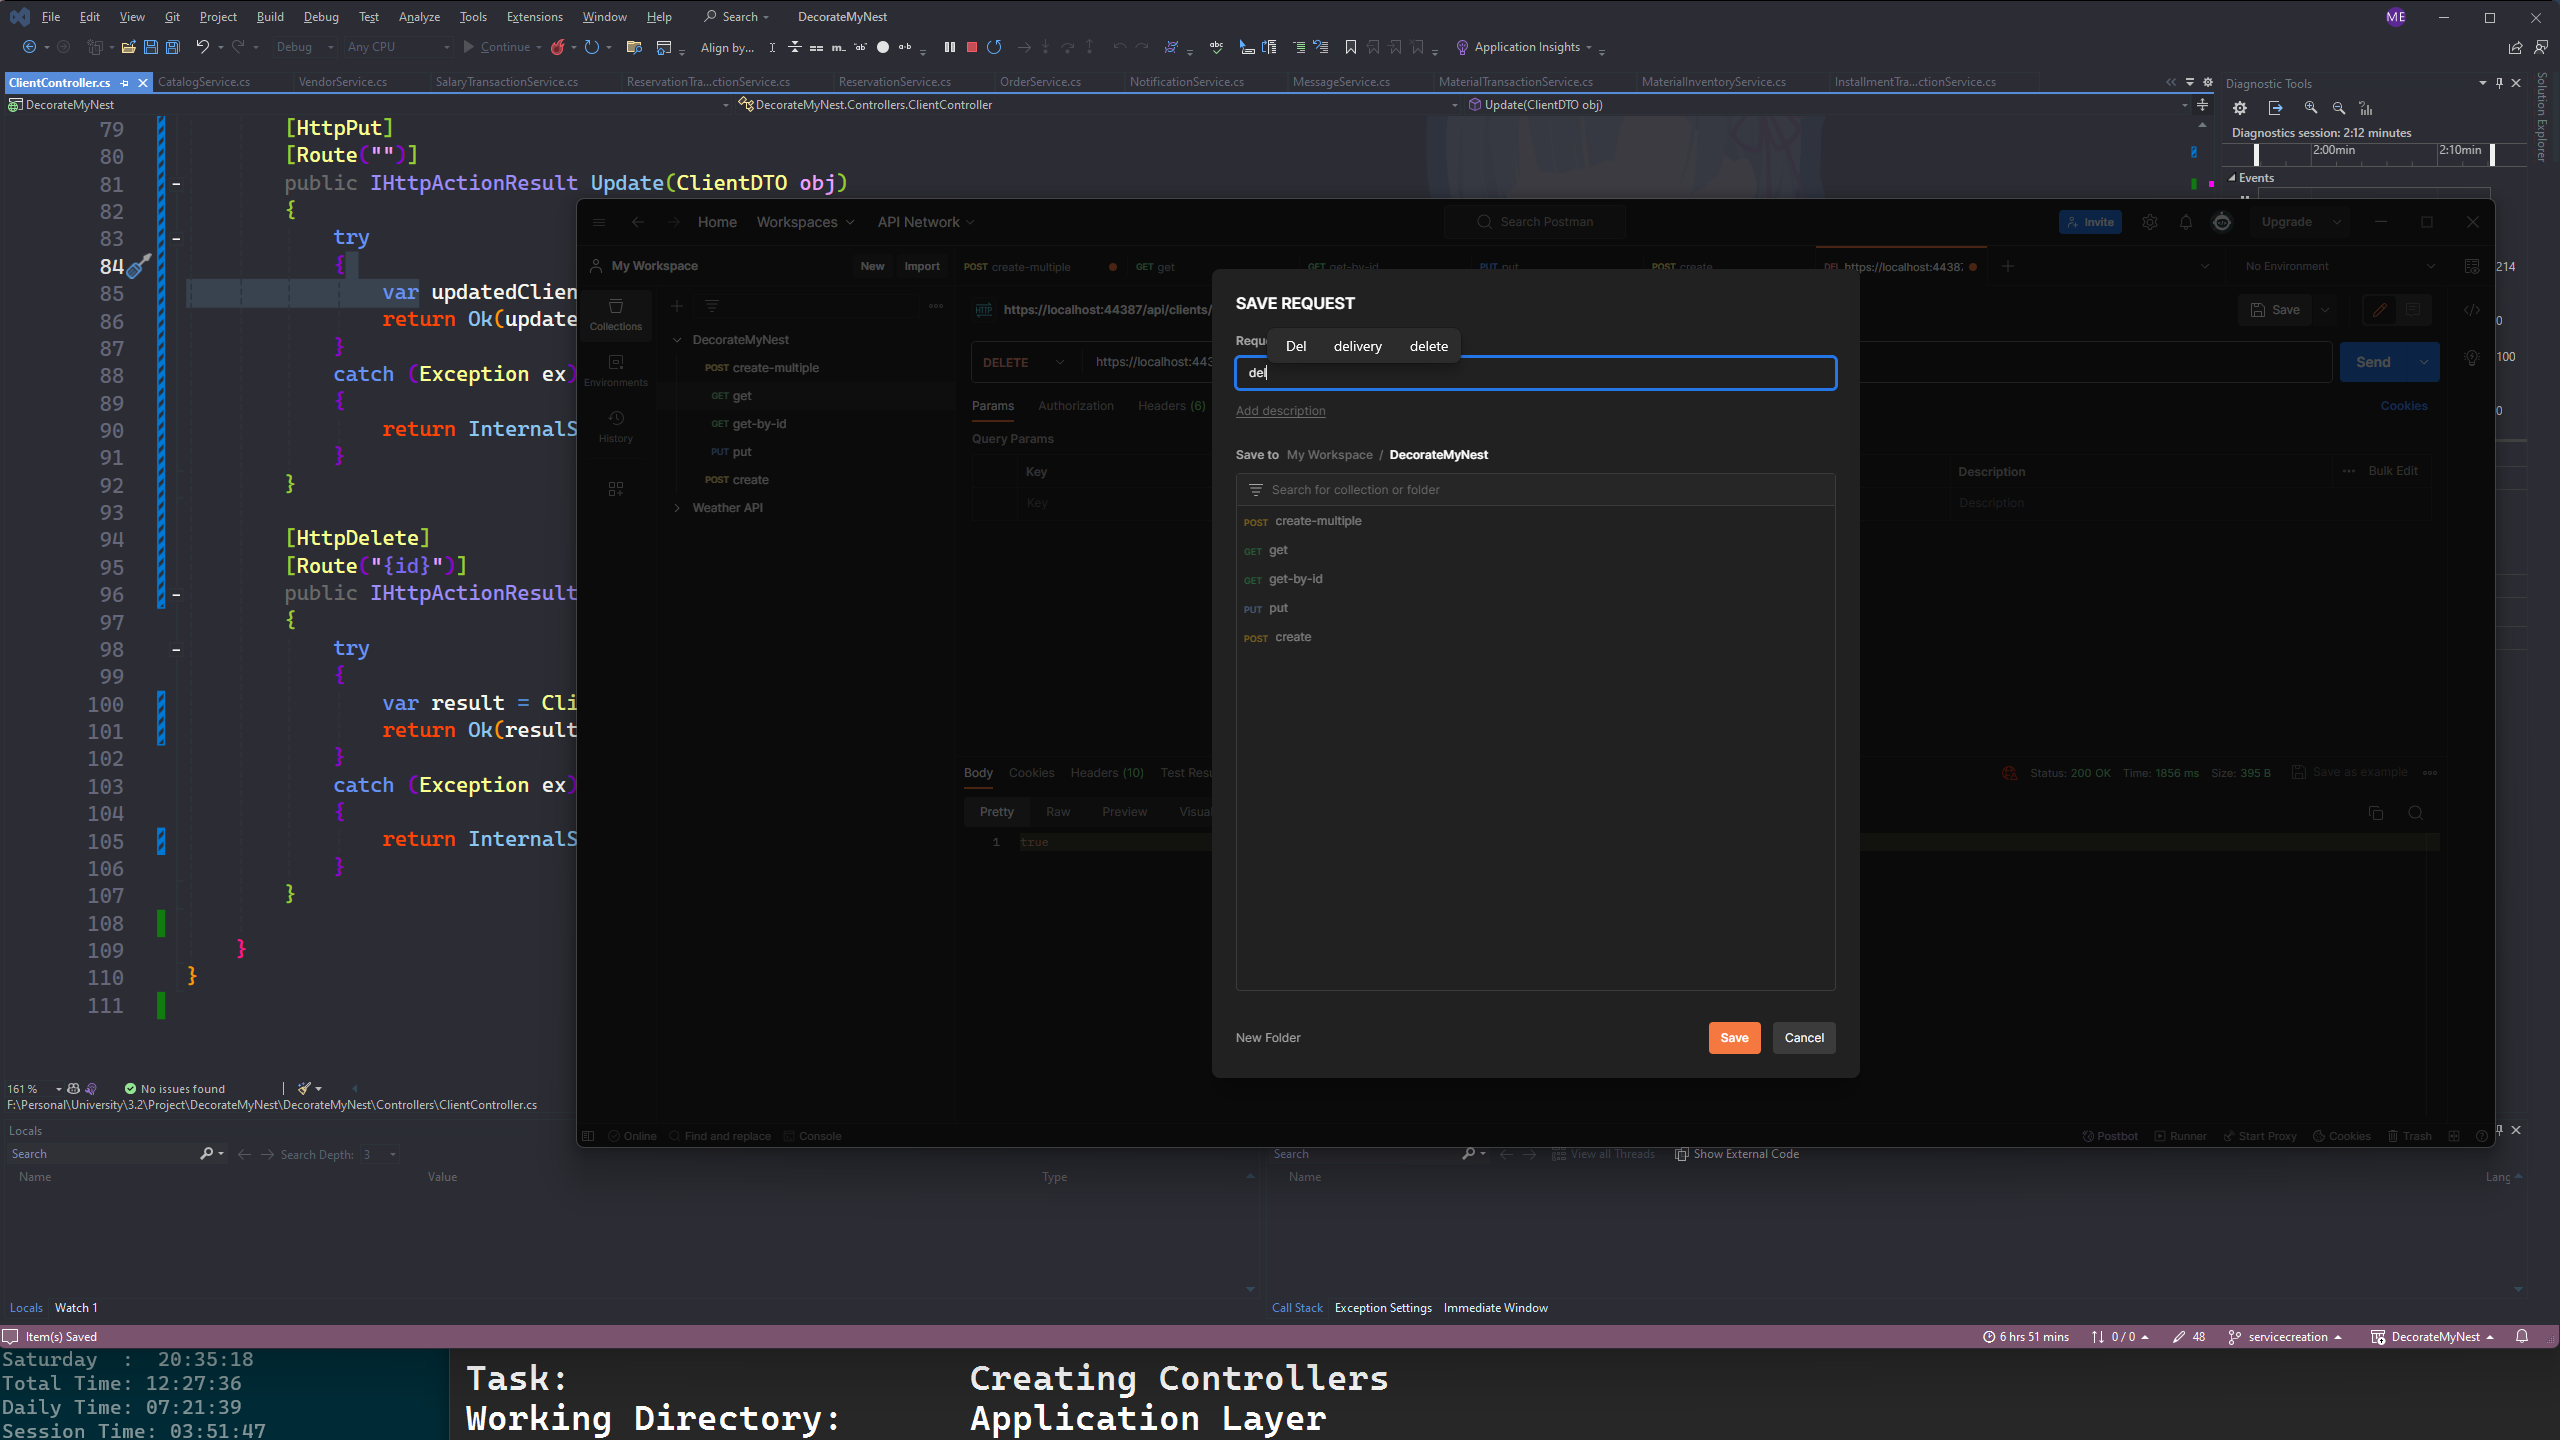 File Edit View Git Project Build Debug Test Analyze Tools Extensions Window Help Search DecorateMyNest ME
Debug Any CPU Continue Align by... Application Insights
ClientController.cs CatalogService.cs VendorService.cs SalaryTransactionService.cs ReservationTra...ctionService.cs ReservationService.cs OrderService.cs NotificationService.cs MessageService.cs MaterialTransactionService.cs MaterialInventoryService.cs InstallmentTra...ctionService.cs
DecorateMyNest DecorateMyNest.Controllers.ClientController Update(ClientDTO obj)
Diagnostic Tools
Diagnostics session: 2:12 minutes
2:00min 2:10min
Events
Solution Explorer
79 [HttpPut]
80 [Route("")]
81 public IHttpActionResult Update(ClientDTO obj)
82 {
83 try
84 {
85 var updatedClien
86 return Ok(update
87 }
88 catch (Exception ex)
89 {
90 return InternalS
91 }
92 }
93
94 [HttpDelete]
95 [Route("{id}")]
96 public IHttpActionResult
97 {
98 try
99 {
100 var result = Cli
101 return Ok(result
102 }
103 catch (Exception ex)
104 {
105 return InternalS
106 }
107 }
108
109 }
110 }
111
Home Workspaces API Network Search Postman Invite Upgrade
My Workspace New Import POST create-multiple GET get GET get-by-id PUT put POST create DEL https://localhost:4438 No Environment
214
Collections
Environments
History
DecorateMyNest
POST create-multiple
GET get
GET get-by-id
PUT put
POST create
Weather API
HTTP https://localhost:44387/api/clients/ Save
0
DELETE https://localhost:443 Send
100
Params Authorization Headers (6) Cookies
0
Query Params
Key Description Bulk Edit
Key Description
SAVE REQUEST
Requ
Del delivery delete
del
Add description
Save to My Workspace / DecorateMyNest
Search for collection or folder
POST create-multiple
GET get
GET get-by-id
PUT put
POST create
New Folder Save Cancel
Body Cookies Headers (10) Test Resu Status: 200 OK Time: 1856 ms Size: 395 B Save as example
Pretty Raw Preview Visual
1 true
Online Find and replace Console Postbot Runner Start Proxy Cookies Trash
161 % No issues found
F:\Personal\University\3.2\Project\DecorateMyNest\DecorateMyNest\Controllers\ClientController.cs
Locals
Search Search Depth: 3
Name Value Type
Search View all Threads Show External Code
Name Lang
Locals Watch 1
Call Stack Exception Settings Immediate Window
Item(s) Saved 6 hrs 51 mins 0 / 0 48 servicecreation DecorateMyNest
Saturday : 20:35:18
Total Time: 12:27:36
Daily Time: 07:21:39
Session Time: 03:51:47
Task: Creating Controllers
Working Directory: Application Layer